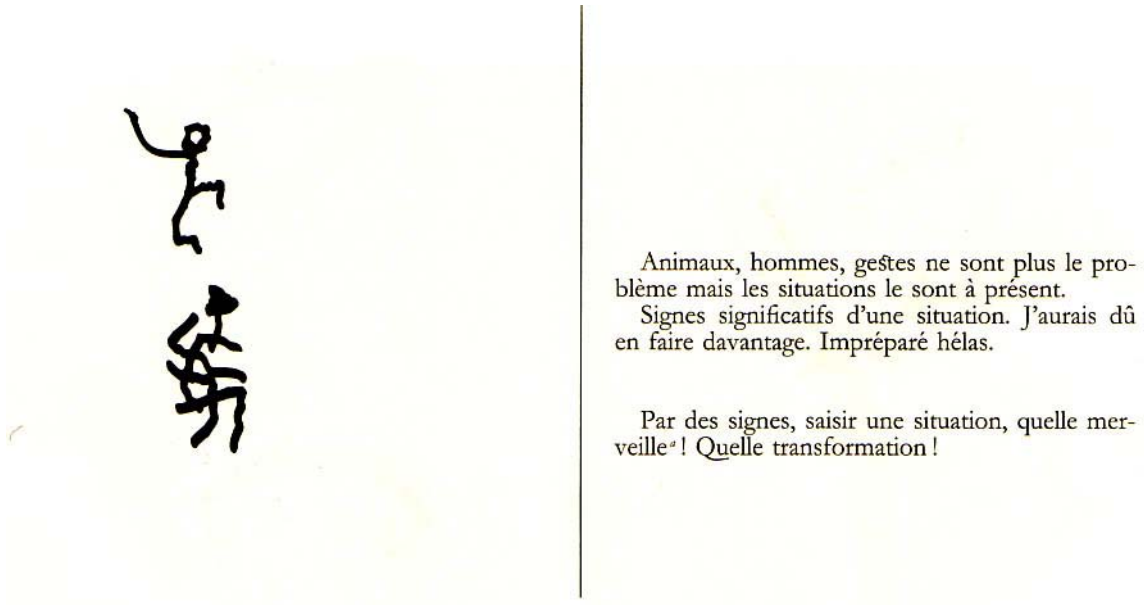 Animaux, hommes, gestes ne sont plus le pro-
blème mais les situations le sont à présent.
Signes significatifs d'une situation. J'aurais dû
en faire davantage. Impréparé hélas.
Par des signes, saisir une situation, quelle mer-
veilleᵃ ! Quelle transformation !